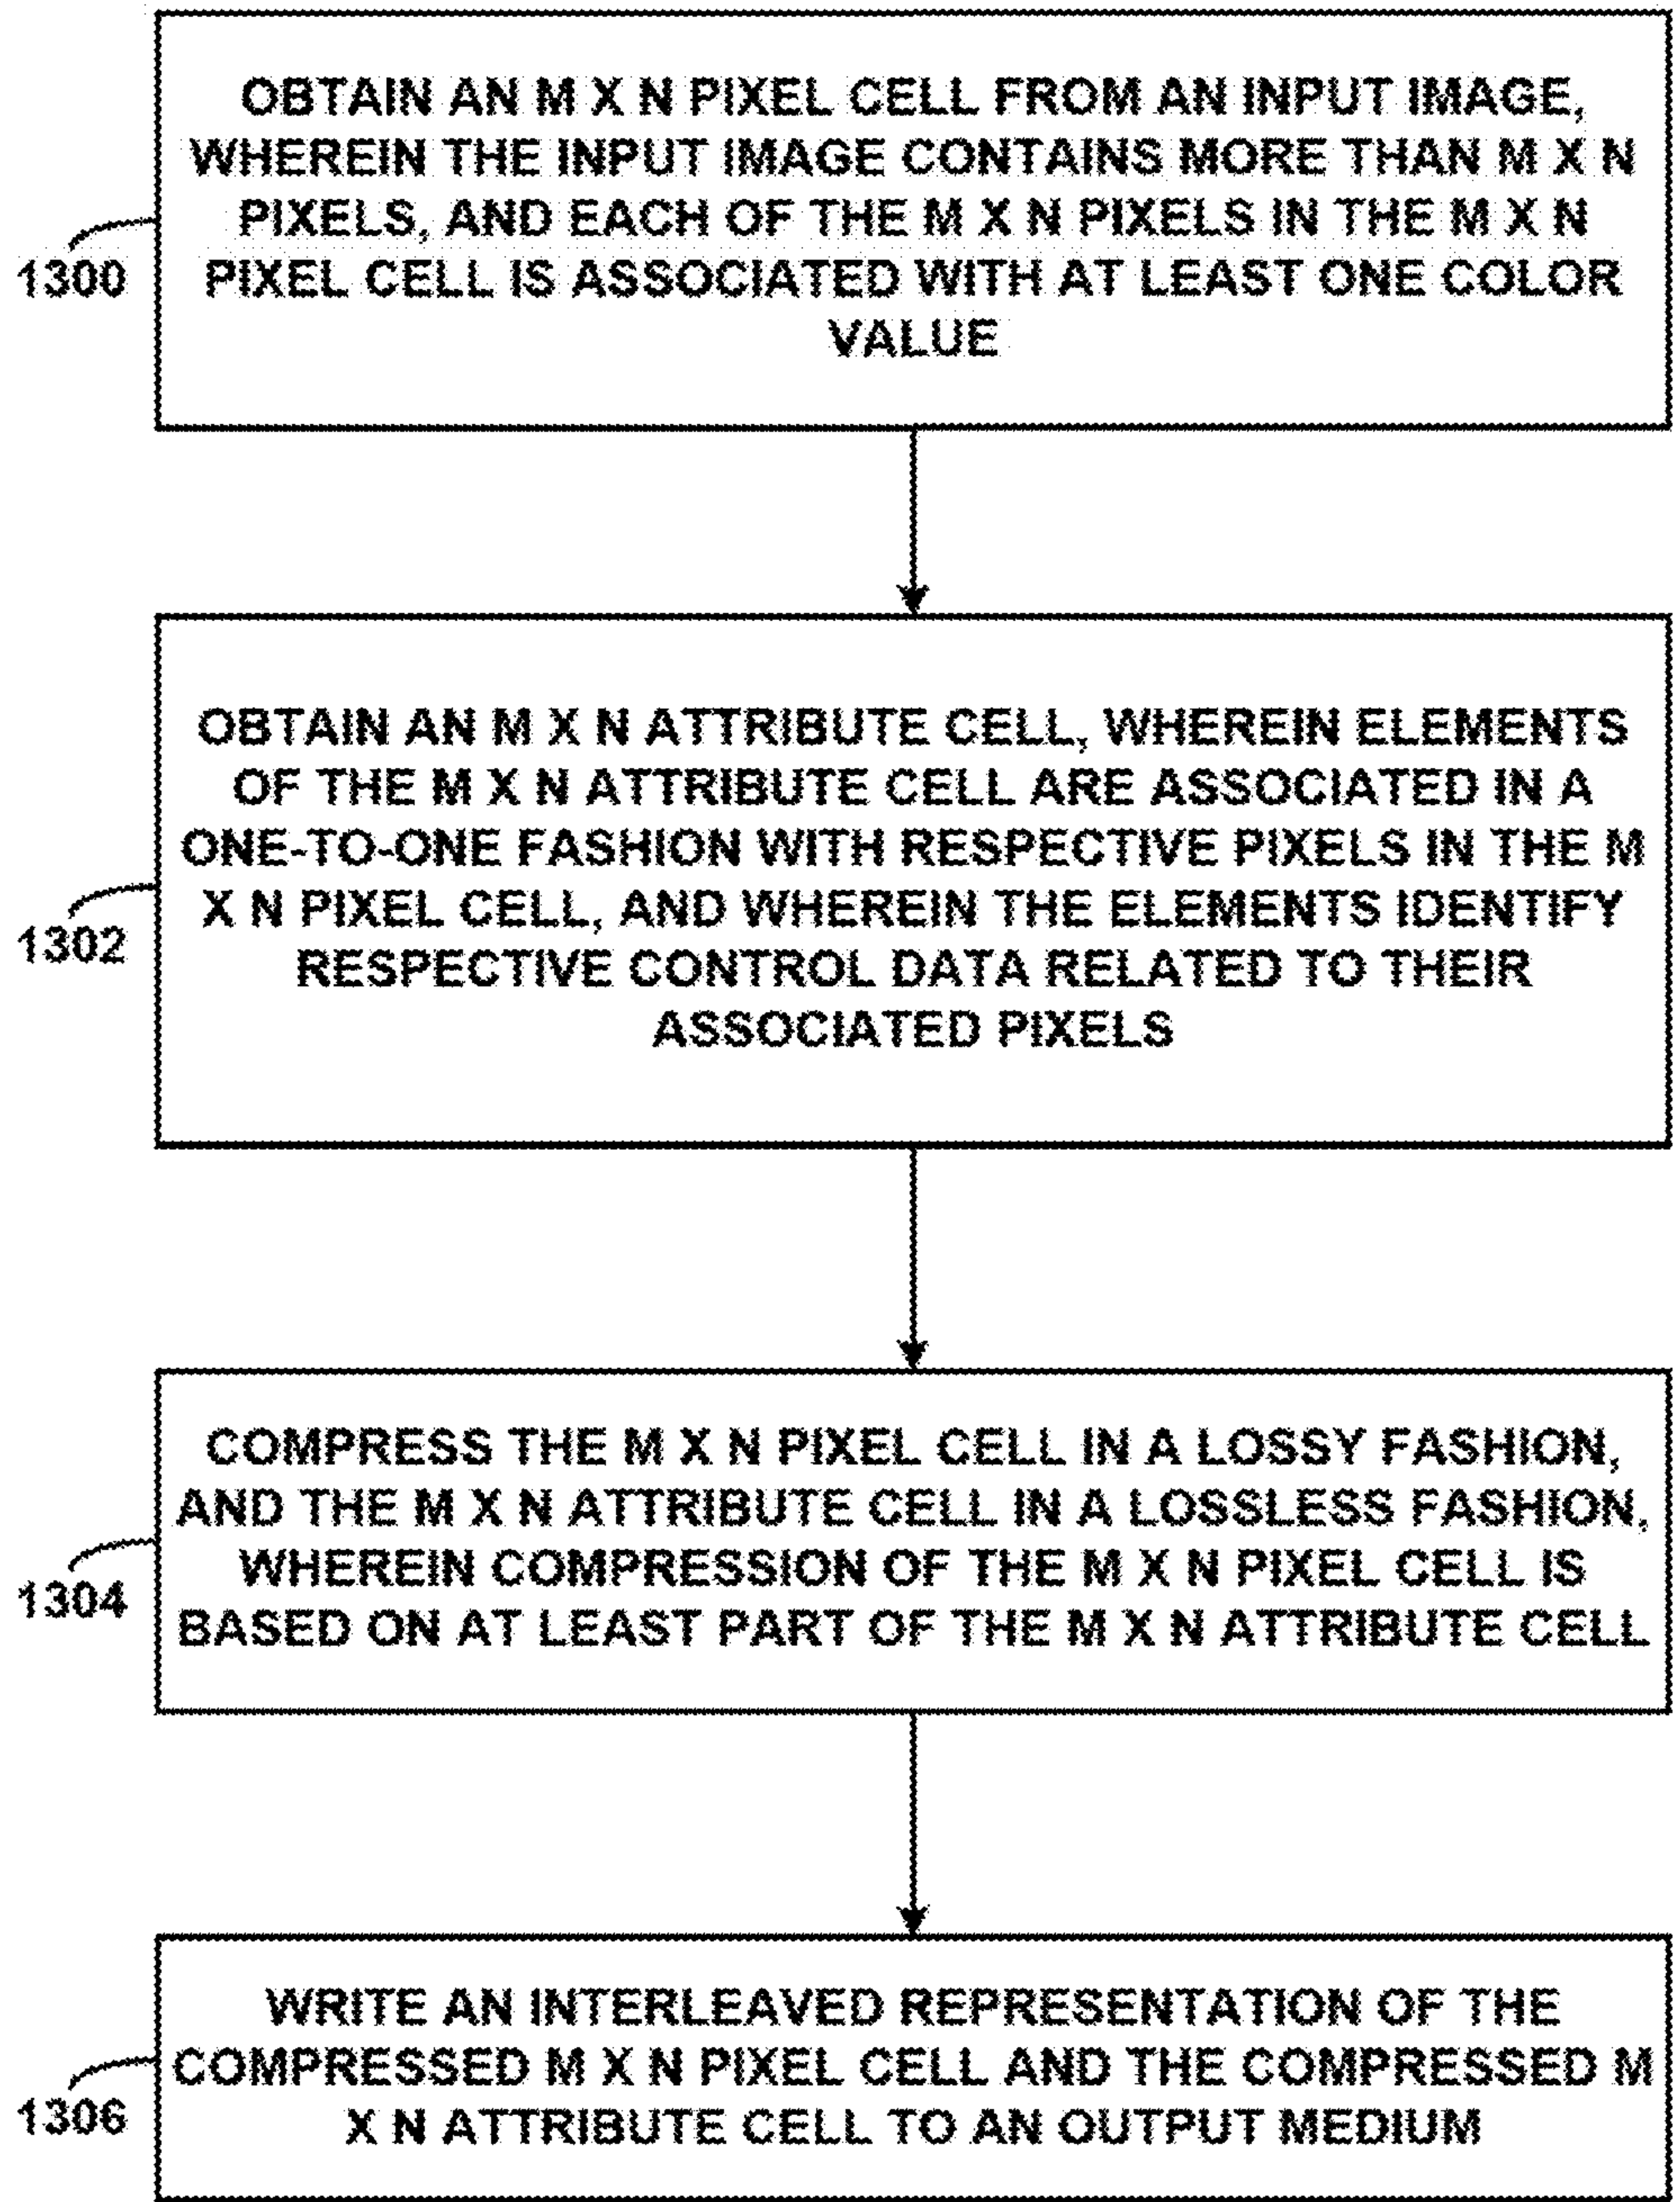 OBTAIN AN M X N PIXEL CELL FROM AN INPUT IMAGE,
WHEREIN THE INPUT IMAGE CONTAINS MORE THAN M X N
PIXELS, AND EACH OF THE M X N PIXELS IN THE M X N
PIXEL CELL IS ASSOCIATED WITH AT LEAST ONE COLOR
VALUE
1300
OBTAIN AN M X N ATTRIBUTE CELL, WHEREIN ELEMENTS
OF THE M X N ATTRIBUTE CELL ARE ASSOCIATED IN A
ONE-TO-ONE FASHION WITH RESPECTIVE PIXELS IN THE M
X N PIXEL CELL, AND WHEREIN THE ELEMENTS IDENTIFY
RESPECTIVE CONTROL DATA RELATED TO THEIR
ASSOCIATED PIXELS
1302
COMPRESS THE M X N PIXEL CELL IN A LOSSY FASHION,
AND THE M X N ATTRIBUTE CELL IN A LOSSLESS FASHION,
WHEREIN COMPRESSION OF THE M X N PIXEL CELL IS
BASED ON AT LEAST PART OF THE M X N ATTRIBUTE CELL
1304
WRITE AN INTERLEAVED REPRESENTATION OF THE
COMPRESSED M X N PIXEL CELL AND THE COMPRESSED M
X N ATTRIBUTE CELL TO AN OUTPUT MEDIUM
1306